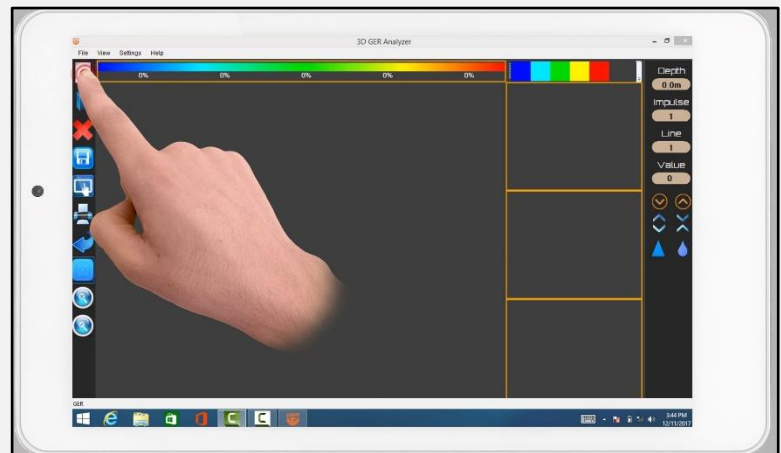 3D GER Analyzer
File View Settings Help
0% 0% 0% 0% 0%
Depth
0.0m
Impulse
1
Line
1
Value
0
GER
3:44 PM
12/11/2017